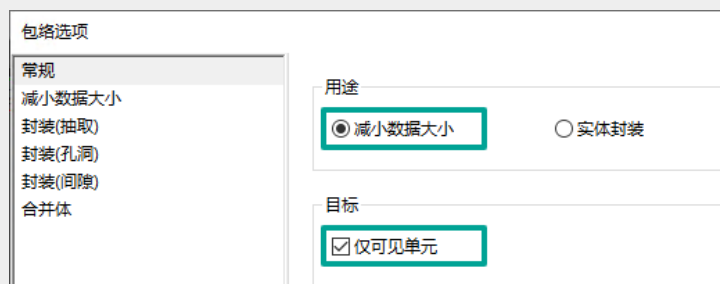 包络选项
常规
减小数据大小
封装(抽取)
封装(孔洞)
封装(间隙)
合并体
用途
减小数据大小 实体封装
目标
仅可见单元